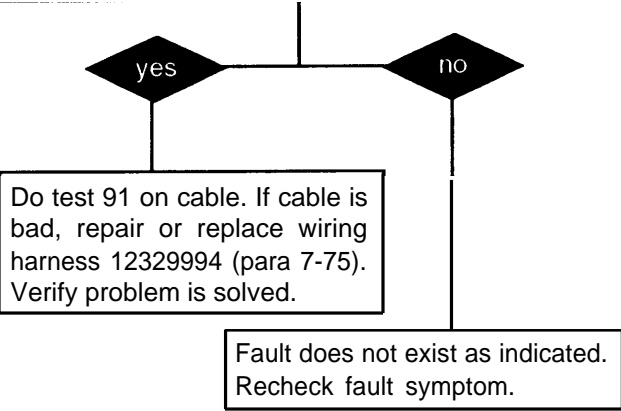 yes
no
Do test 91 on cable. If cable is
bad, repair or replace wiring
harness 12329994 (para 7-75).
Verify problem is solved.
Fault does not exist as indicated.
Recheck fault symptom.